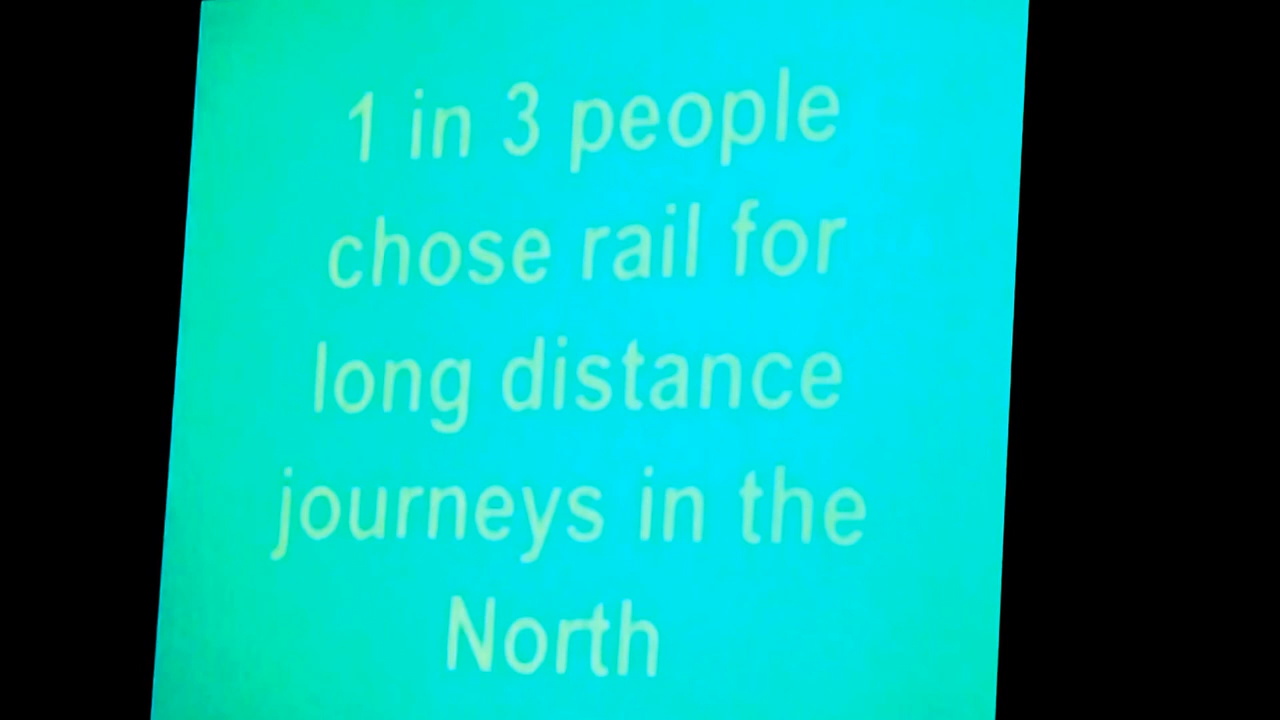 1 in 3 people
chose rail for
long distance
journeys in the
North